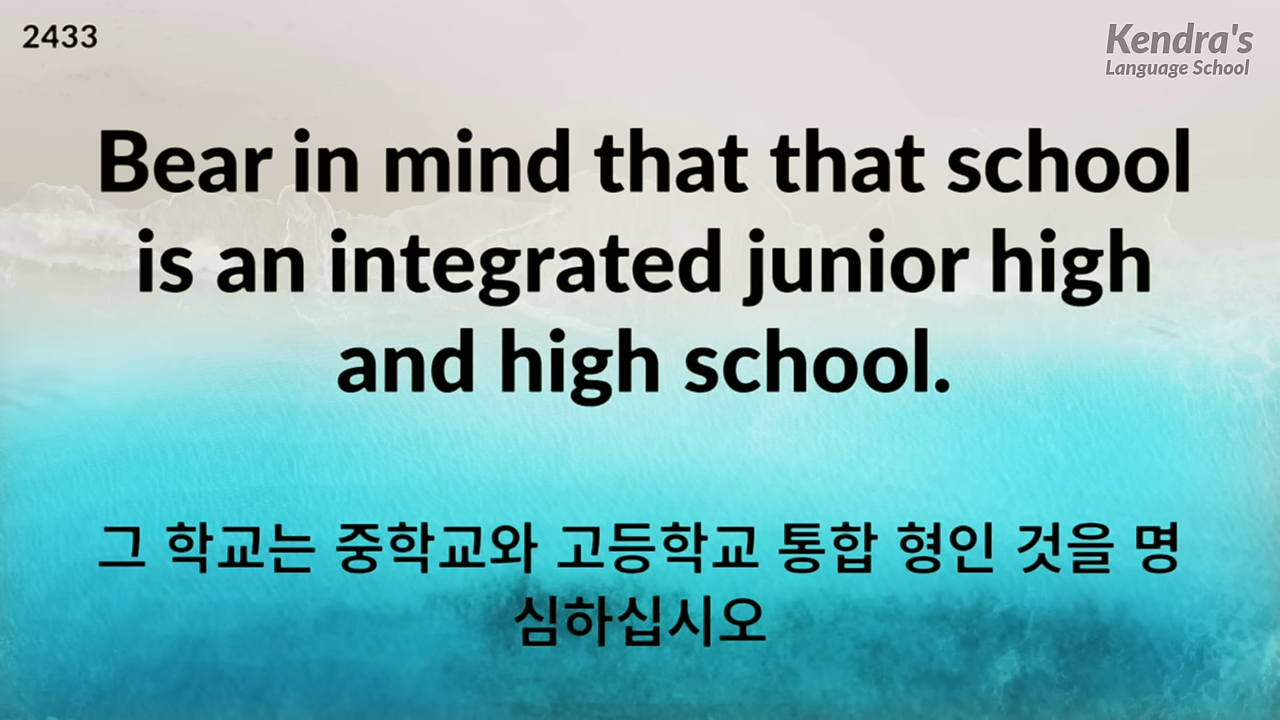 2433
Kendra's
Language School
Bear in mind that that school
is an integrated junior high
and high school.
그 학교는 중학교와 고등학교 통합 형인 것을 명
심하십시오